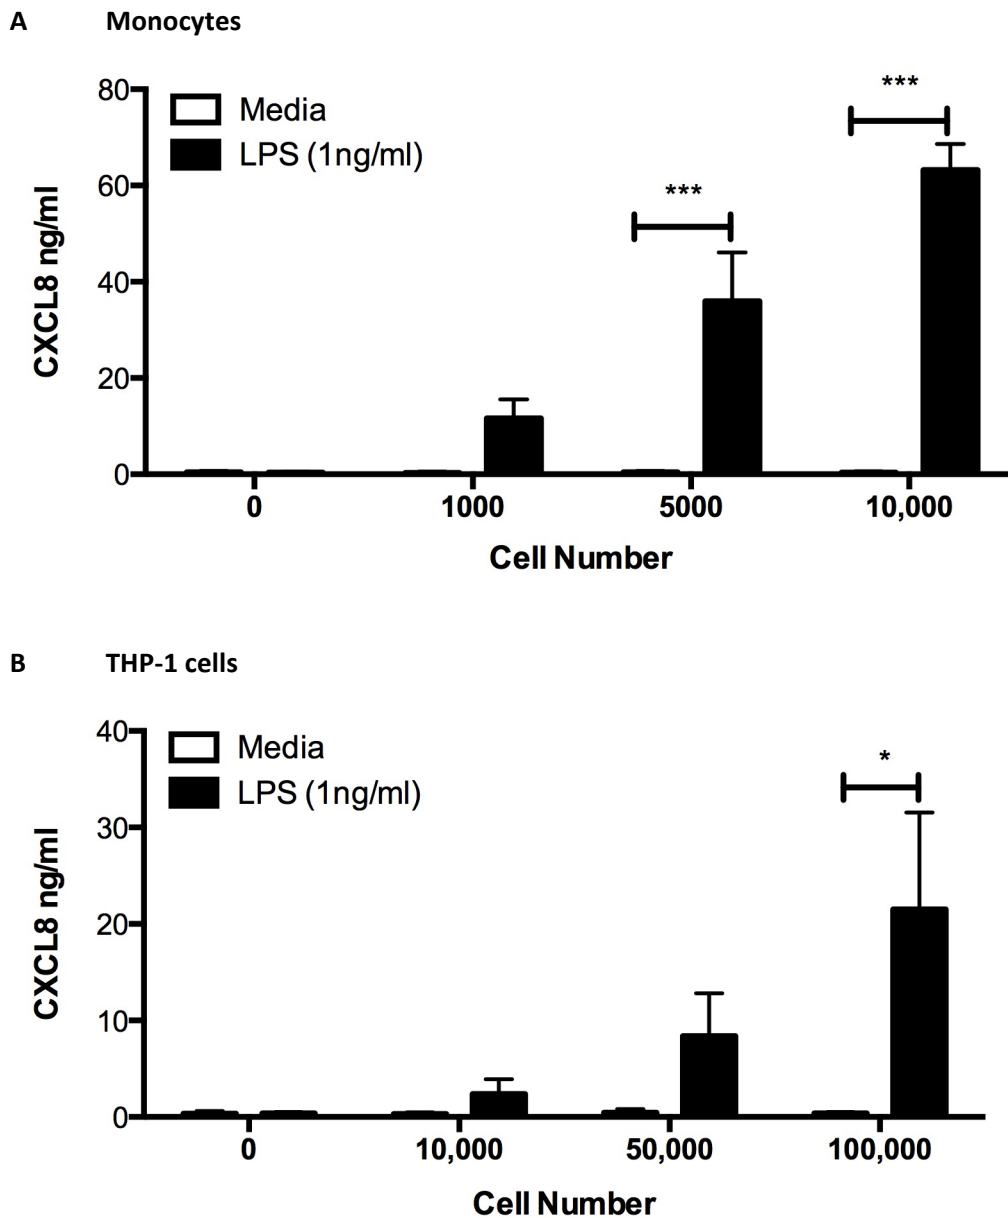 A Monocytes
80
Media
***
LPS (1ng/ml)
60
***
CXCL8 ng/ml
40
20
0
0 1000 5000 10,000
Cell Number
B THP-1 cells
40
Media
*
LPS (1ng/ml)
30
CXCL8 ng/ml
20
10
0
0 10,000 50,000 100,000
Cell Number